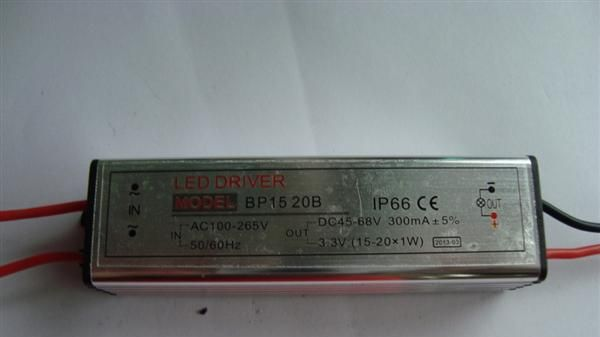 LED DRIVER
MODEL BP15 20B IP66 CE
~
IN
~
IN AC100-265V
50/60Hz
OUT DC45-68V 300mA±5%
3.3V (15-20×1W) 2013-03
-
OUT
+